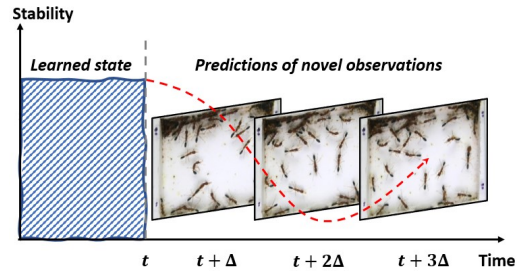 Stability
Learned state
Predictions of novel observations
t
t + Δ
t + 2Δ
t + 3Δ
Time